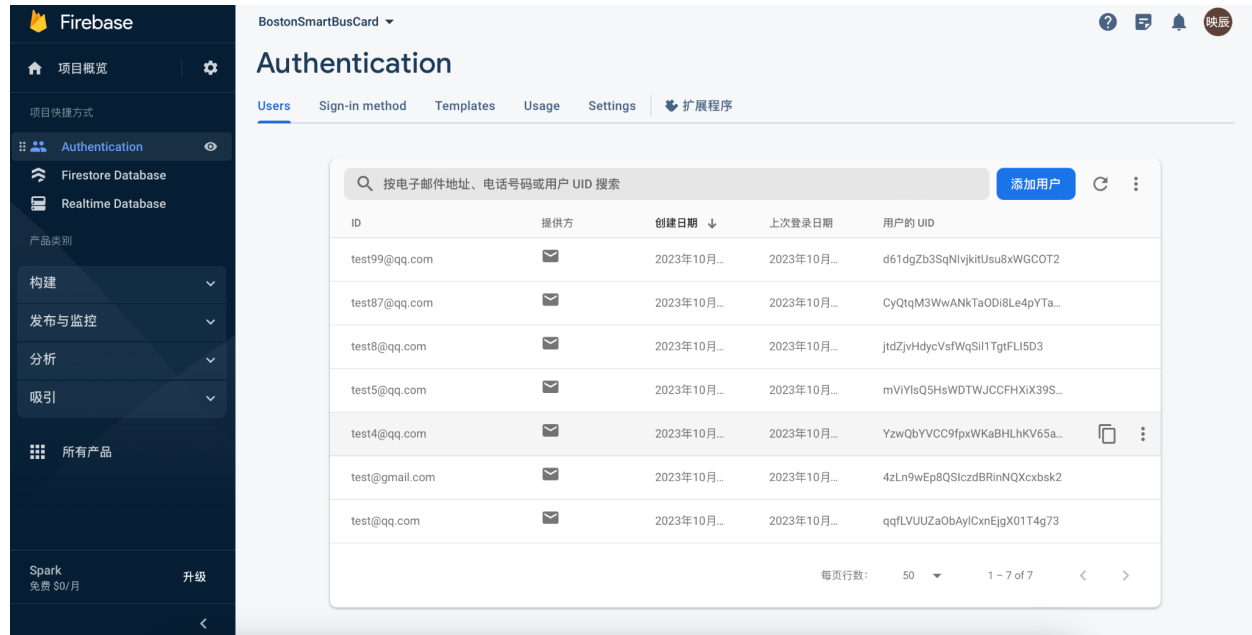 Firebase
BostonSmartBusCard
映辰
项目概览
Authentication
Users Sign-in method Templates Usage Settings 扩展程序
项目快捷方式
Authentication
Firestore Database
Realtime Database
产品类别
构建
发布与监控
分析
吸引
所有产品
Spark
免费 $0/月
升级
按电子邮件地址、电话号码或用户 UID 搜索
添加用户
ID 提供方 创建日期 上次登录日期 用户的 UID
test99@qq.com 2023年10月... 2023年10月... d61dgZb3SqNIvjkitUsu8xWGCOT2
test87@qq.com 2023年10月... 2023年10月... CyQtqM3WwANkTaODi8Le4pYTa...
test8@qq.com 2023年10月... 2023年10月... jtdZjvHdycVsfWqSil1TgtFLI5D3
test5@qq.com 2023年10月... 2023年10月... mViYIsQ5HsWDTWJCCFHXiX39S...
test4@qq.com 2023年10月... 2023年10月... YzwQbYVCC9fpxWKaBHLhKV65a...
test@gmail.com 2023年10月... 2023年10月... 4zLn9wEp8QSIczdBRinNQXcxbsk2
test@qq.com 2023年10月... 2023年10月... qqfLVUUZaObAylCxnEjgX01T4g73
每页行数： 50 1 – 7 of 7